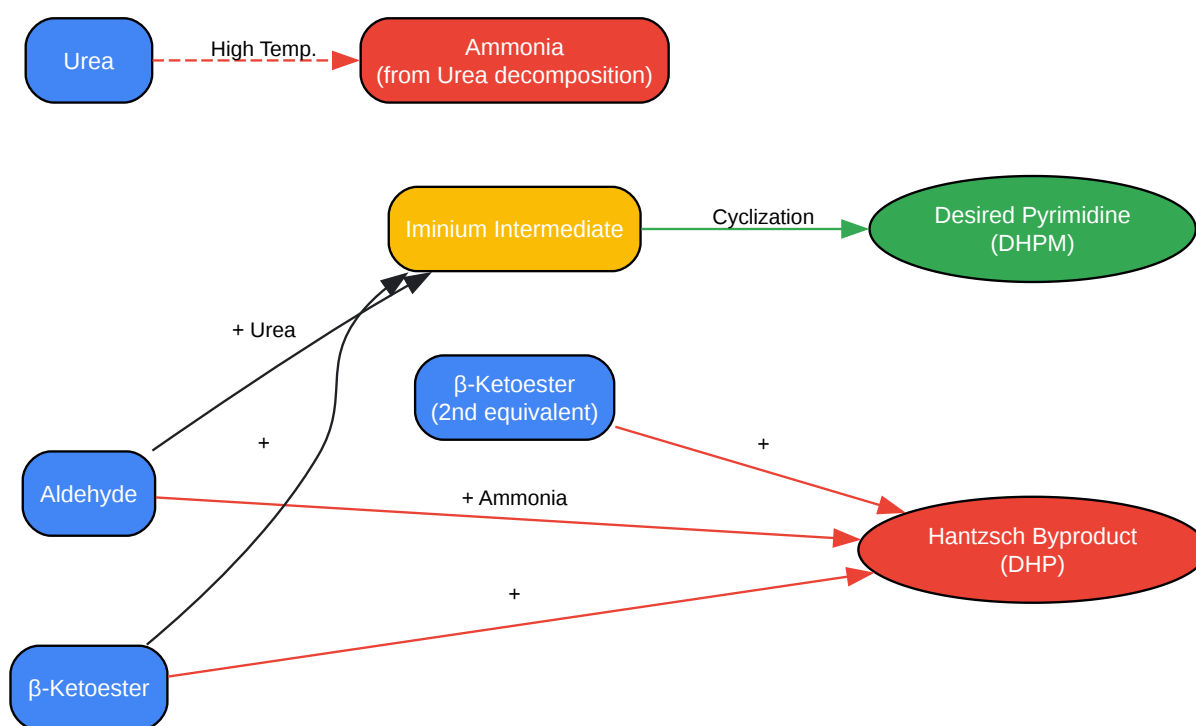 Urea
High Temp.
Ammonia
(from Urea decomposition)
Iminium Intermediate
Cyclization
Desired Pyrimidine
(DHPM)
+ Urea
β-Ketoester
(2nd equivalent)
+
+
Aldehyde
+ Ammonia
Hantzsch Byproduct
(DHP)
+
β-Ketoester